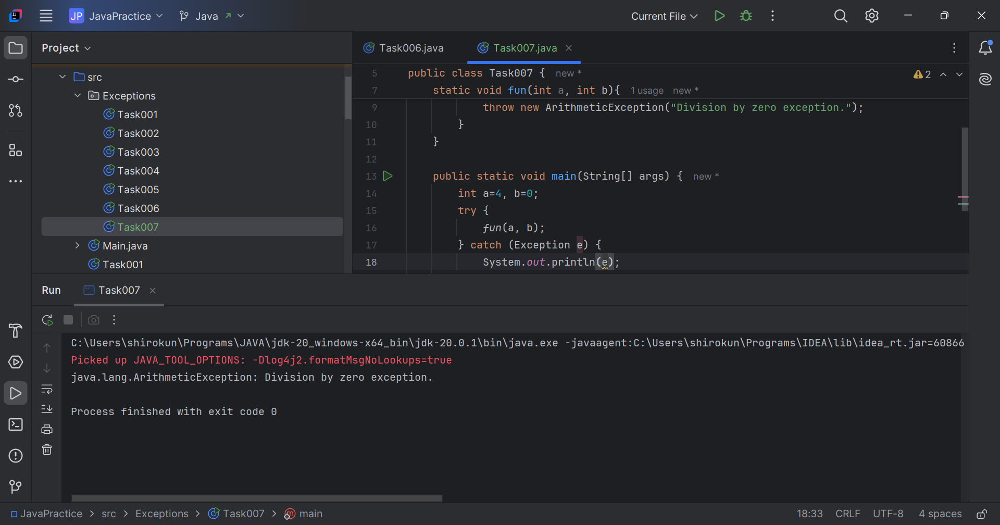 JP JavaPractice Java Current File
Project
Task006.java Task007.java
src
Exceptions
Task001
Task002
Task003
Task004
Task005
Task006
Task007
Main.java
Task001
5 public class Task007 { new *
2
7 static void fun(int a, int b){ 1 usage new *
9 throw new ArithmeticException("Division by zero exception.");
10 }
11 }
12
13 public static void main(String[] args) { new *
14 int a=4, b=0;
15 try {
16 fun(a, b);
17 } catch (Exception e) {
18 System.out.println(e);
Run Task007
C:\Users\shirokun\Programs\JAVA\jdk-20_windows-x64_bin\jdk-20.0.1\bin\java.exe -javaagent:C:\Users\shirokun\Programs\IDEA\lib\idea_rt.jar=60866
Picked up JAVA_TOOL_OPTIONS: -Dlog4j2.formatMsgNoLookups=true
java.lang.ArithmeticException: Division by zero exception.
Process finished with exit code 0
JavaPractice > src > Exceptions > Task007 > main 18:33 CRLF UTF-8 4 spaces